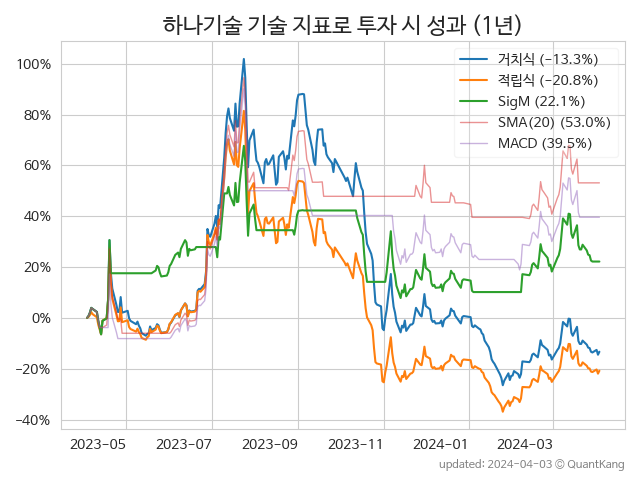 하나기술 기술 지표로 투자 시 성과 (1년)
거치식 (−13.3%)
적립식 (−20.8%)
SigM (22.1%)
SMA(20) (53.0%)
MACD (39.5%)
100%
80%
60%
40%
20%
0%
−20%
−40%
2023-05 2023-07 2023-09 2023-11 2024-01 2024-03
updated: 2024-04-03 © QuantKang